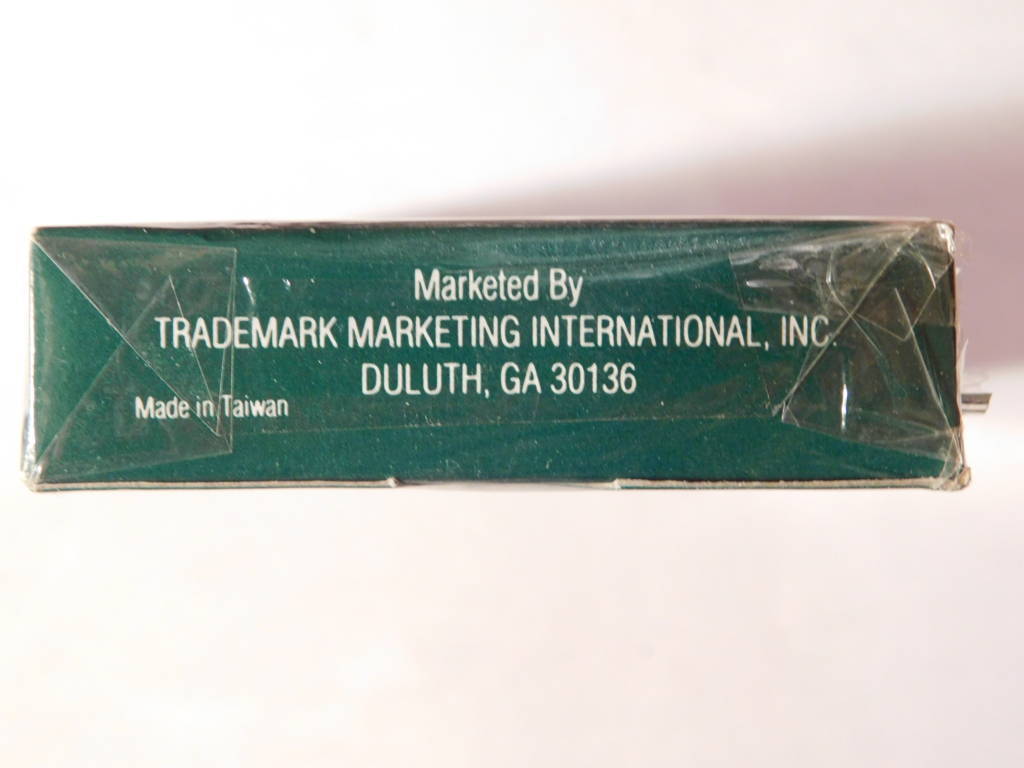 Marketed By
TRADEMARK MARKETING INTERNATIONAL, INC.
DULUTH, GA 30136
Made in Taiwan